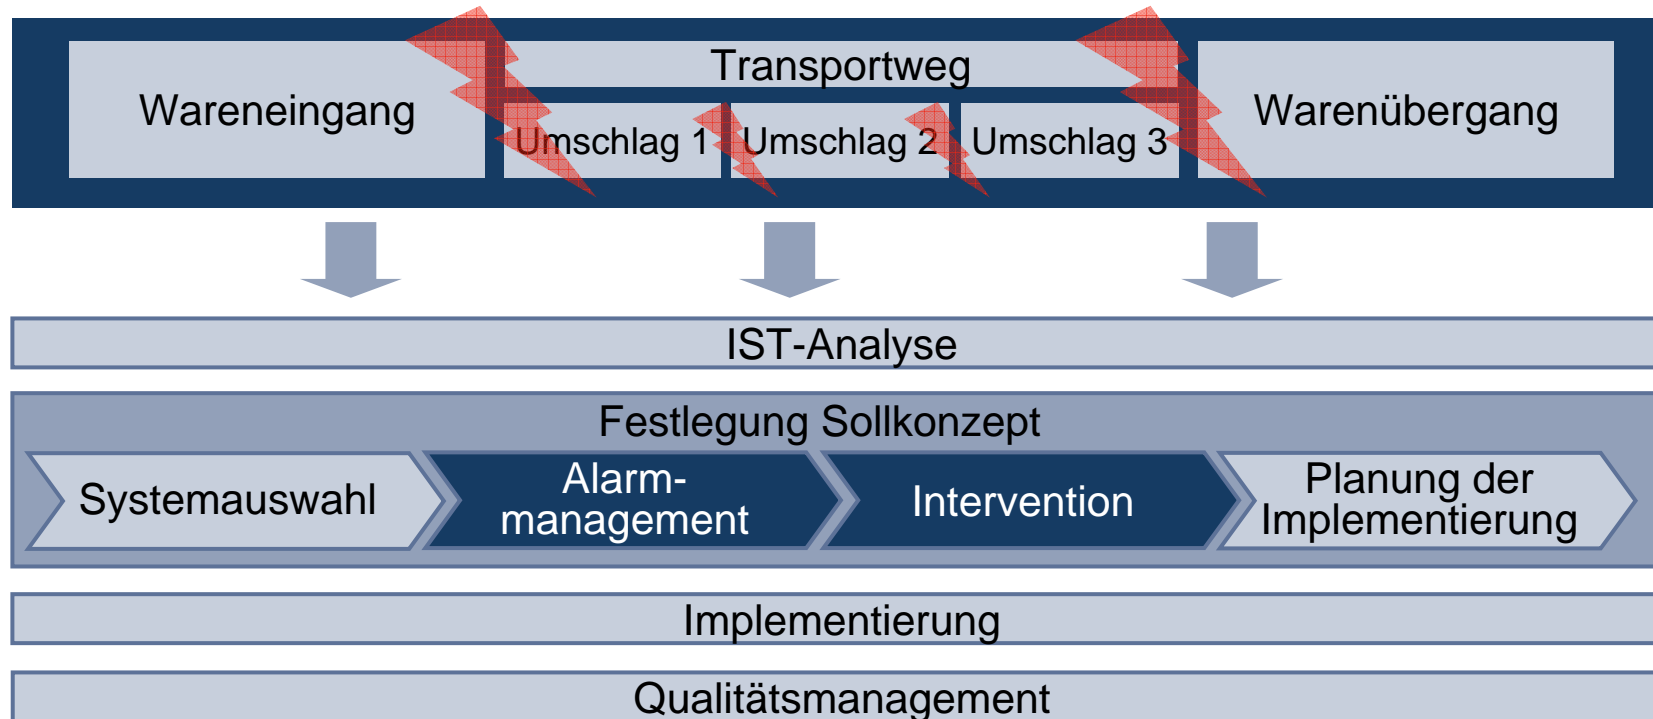 Wareneingang
Transportweg
Umschlag 1
Umschlag 2
Umschlag 3
Warenübergang
IST-Analyse
Festlegung Sollkonzept
Systemauswahl
Alarm-
management
Intervention
Planung der
Implementierung
Implementierung
Qualitätsmanagement